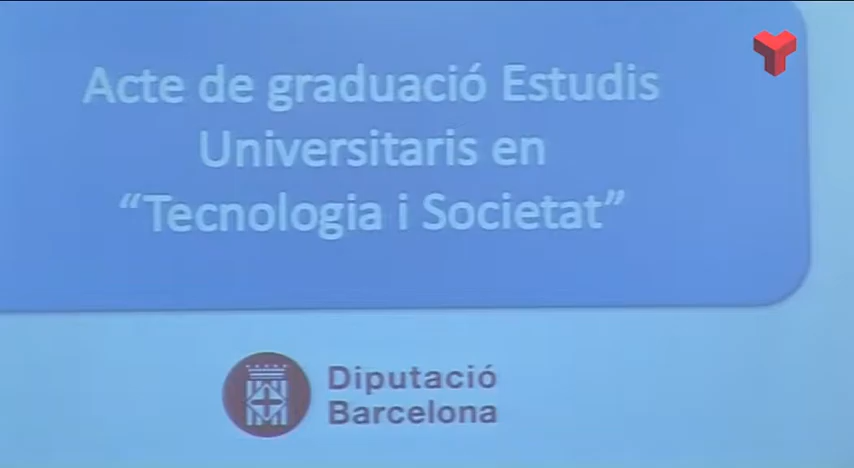 Acte de graduació Estudis
Universitaris en
“Tecnologia i Societat”
Diputació
Barcelona